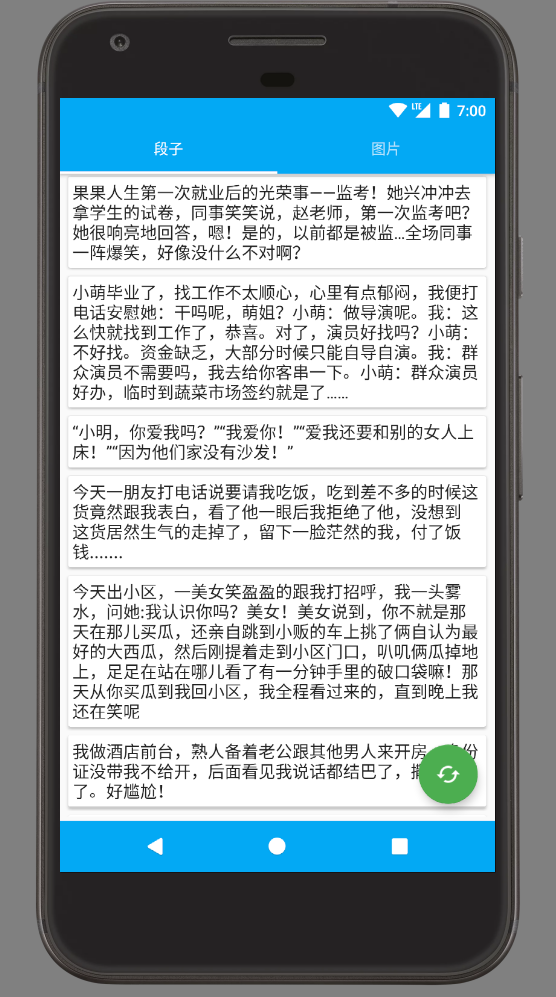 LTE 7:00
段子 图片
果果人生第一次就业后的光荣事——监考！她兴冲冲去
拿学生的试卷，同事笑笑说，赵老师，第一次监考吧？
她很响亮地回答，嗯！是的，以前都是被监…全场同事
一阵爆笑，好像没什么不对啊？
小萌毕业了，找工作不太顺心，心里有点郁闷，我便打
电话安慰她：干吗呢，萌姐？小萌：做导演呢。我：这
么快就找到工作了，恭喜。对了，演员好找吗？小萌：
不好找。资金缺乏，大部分时候只能自导自演。我：群
众演员不需要吗，我去给你客串一下。小萌：群众演员
好办，临时到蔬菜市场签约就是了……
“小明，你爱我吗？”“我爱你！”“爱我还要和别的女人上
床！”“因为他们家没有沙发！”
今天一朋友打电话说要请我吃饭，吃到差不多的时候这
货竟然跟我表白，看了他一眼后我拒绝了他，没想到
这货居然生气的走掉了，留下一脸茫然的我，付了饭
钱.......
今天出小区，一美女笑盈盈的跟我打招呼，我一头雾
水，问她:我认识你吗？美女！美女说到，你不就是那
天在那儿买瓜，还亲自跳到小贩的车上挑了俩自认为最
好的大西瓜，然后刚提着走到小区门口，叭叽俩瓜掉地
上，足足在站在哪儿看了有一分钟手里的破口袋嘛！那
天从你买瓜到我回小区，我全程看过来的，直到晚上我
还在笑呢
我做酒店前台，熟人备着老公跟其他男人来开房 份
证没带我不给开，后面看见我说话都结巴了，
了。好尴尬！